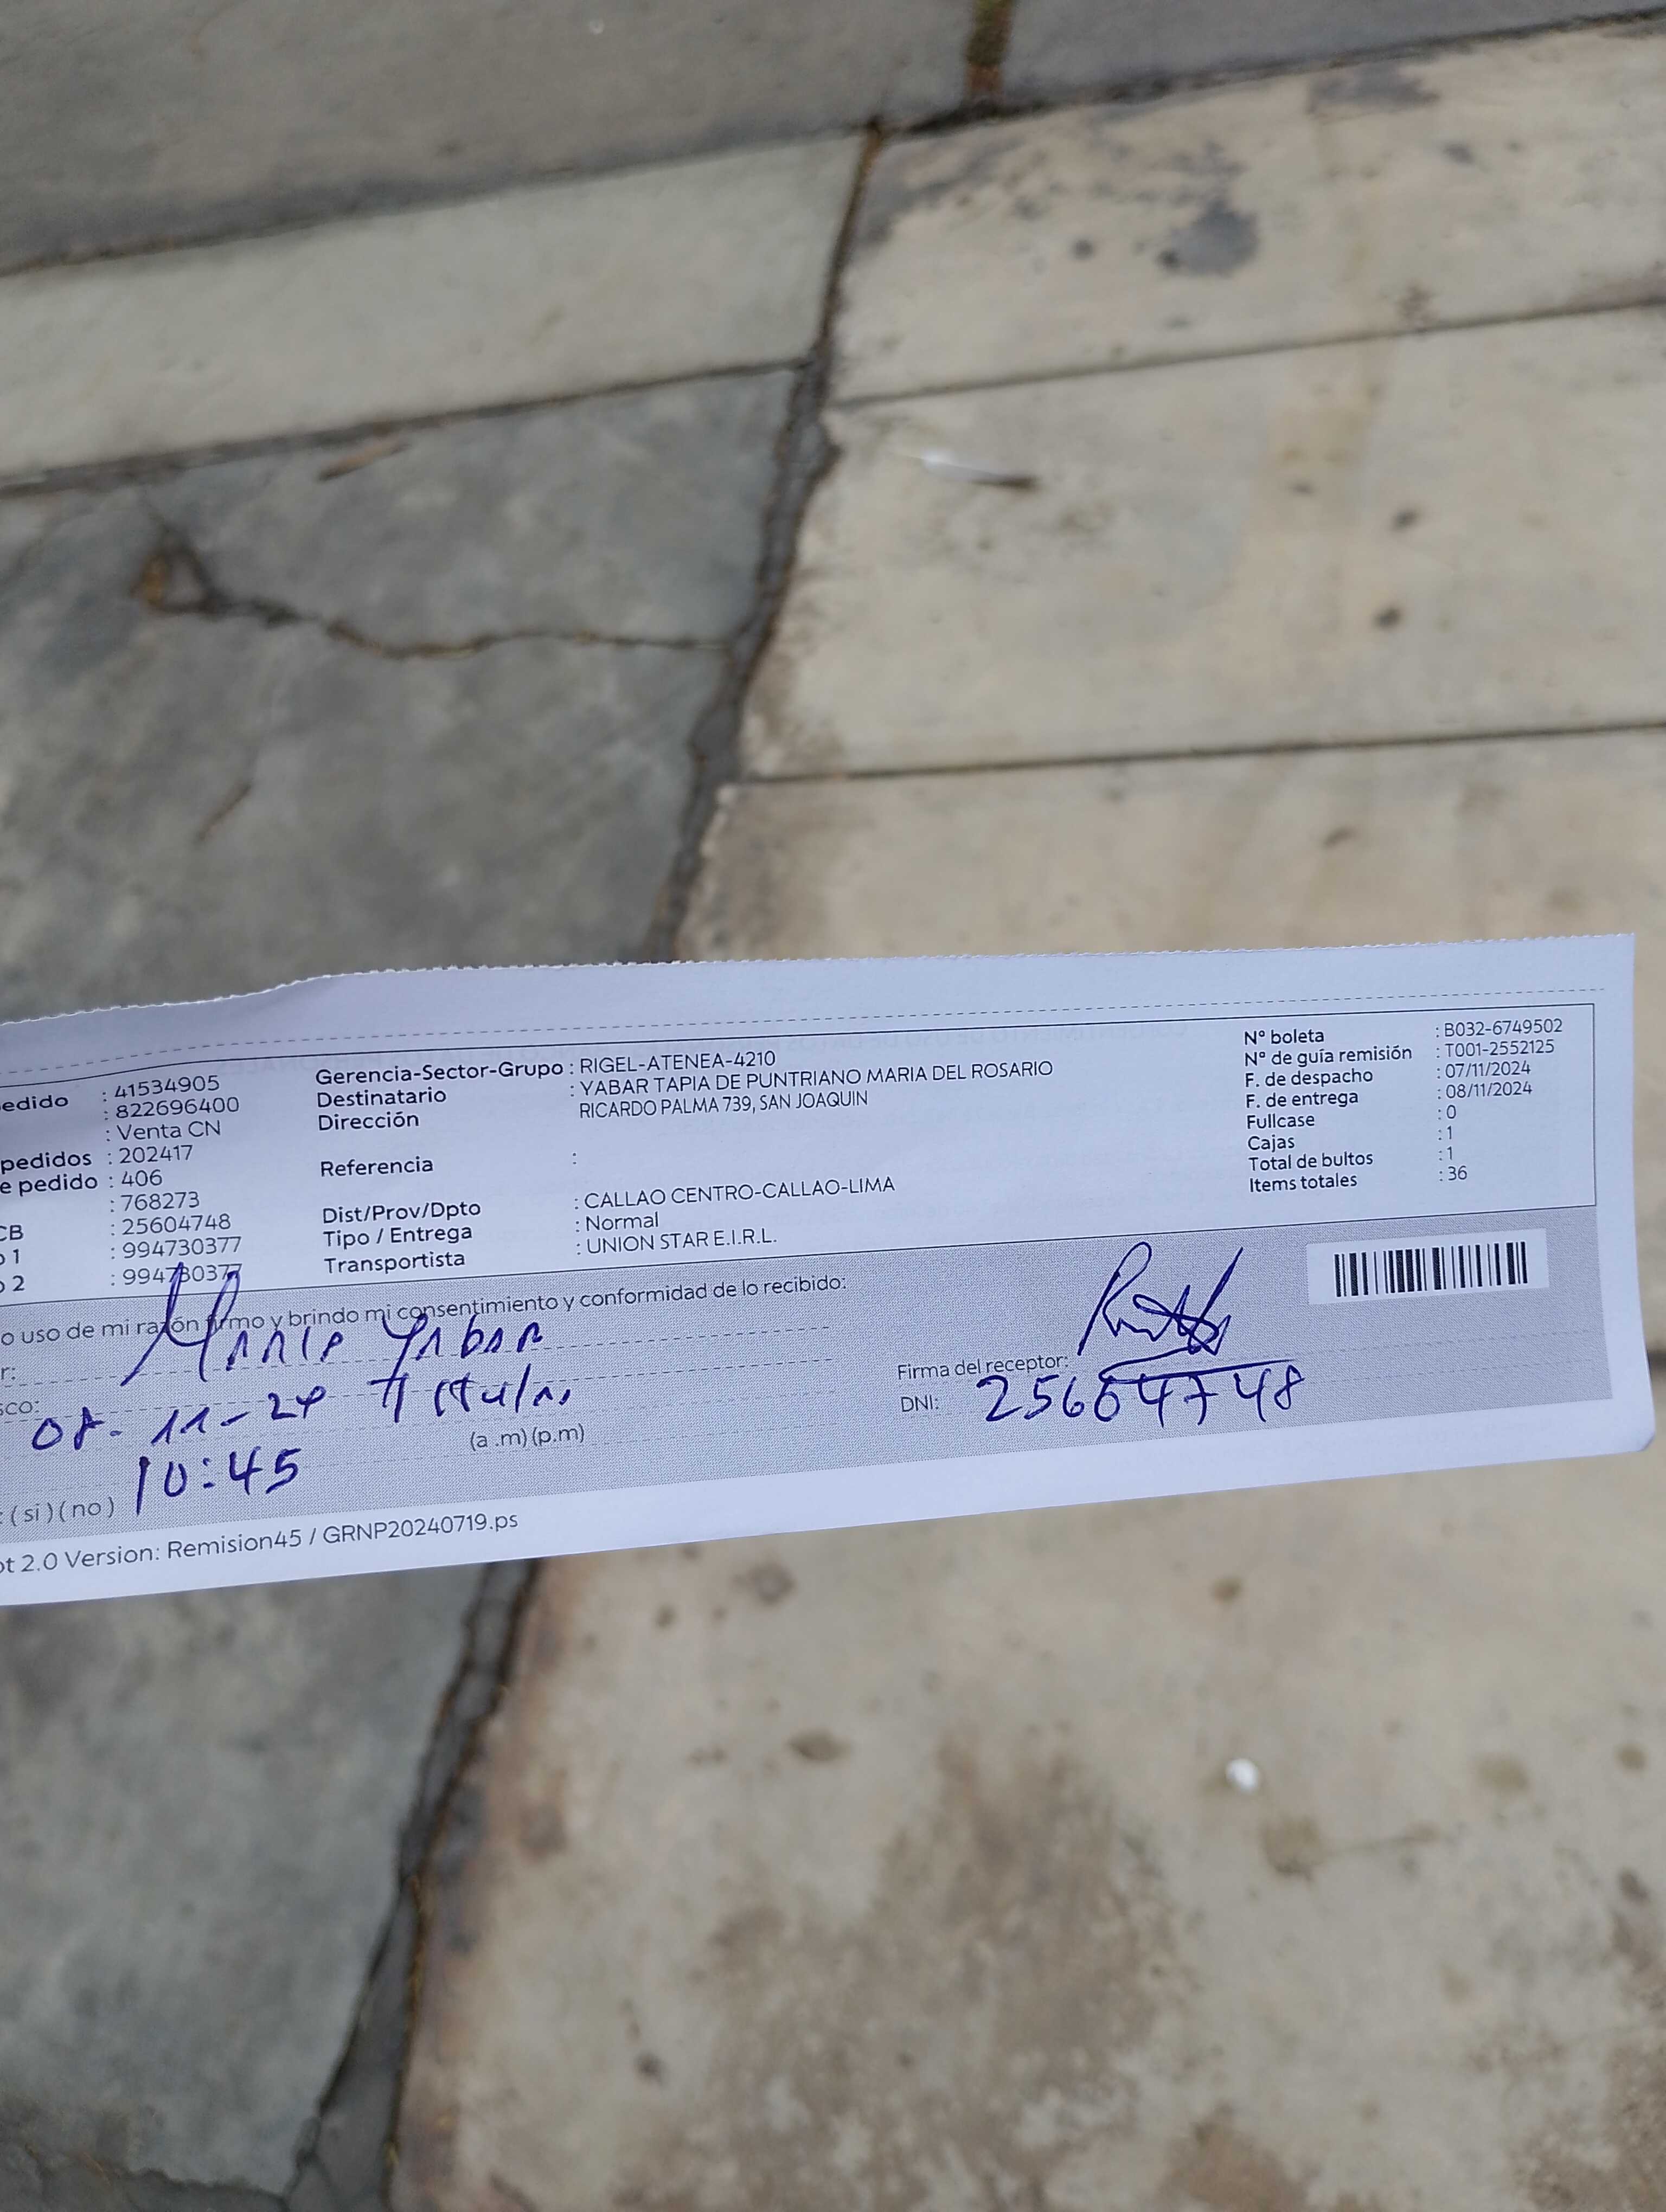 edido : 41534905
: 822696400
: Venta CN
pedidos : 202417
e pedido : 406
: 768273
CB : 25604748
o 1 : 994730377
o 2 : 994730377
Gerencia-Sector-Grupo : RIGEL-ATENEA-4210
Destinatario : YABAR TAPIA DE PUNTRIANO MARIA DEL ROSARIO
Dirección RICARDO PALMA 739, SAN JOAQUIN
Referencia :
Dist/Prov/Dpto : CALLAO CENTRO-CALLAO-LIMA
Tipo / Entrega : Normal
Transportista : UNION STAR E.I.R.L.
N° boleta : B032-6749502
N° de guía remisión : T001-2552125
F. de despacho : 07/11/2024
F. de entrega : 08/11/2024
Fullcase : 0
Cajas : 1
Total de bultos : 1
Items totales : 36
o uso de mi razón firmo y brindo mi consentimiento y conformidad de lo recibido:
r: Maria Yabar
sco: Titular
08-11-24
10:45 (a .m) (p.m)
: (si) (no)
Firma del receptor:
DNI: 25604748
ot 2.0 Version: Remision45 / GRNP20240719.ps